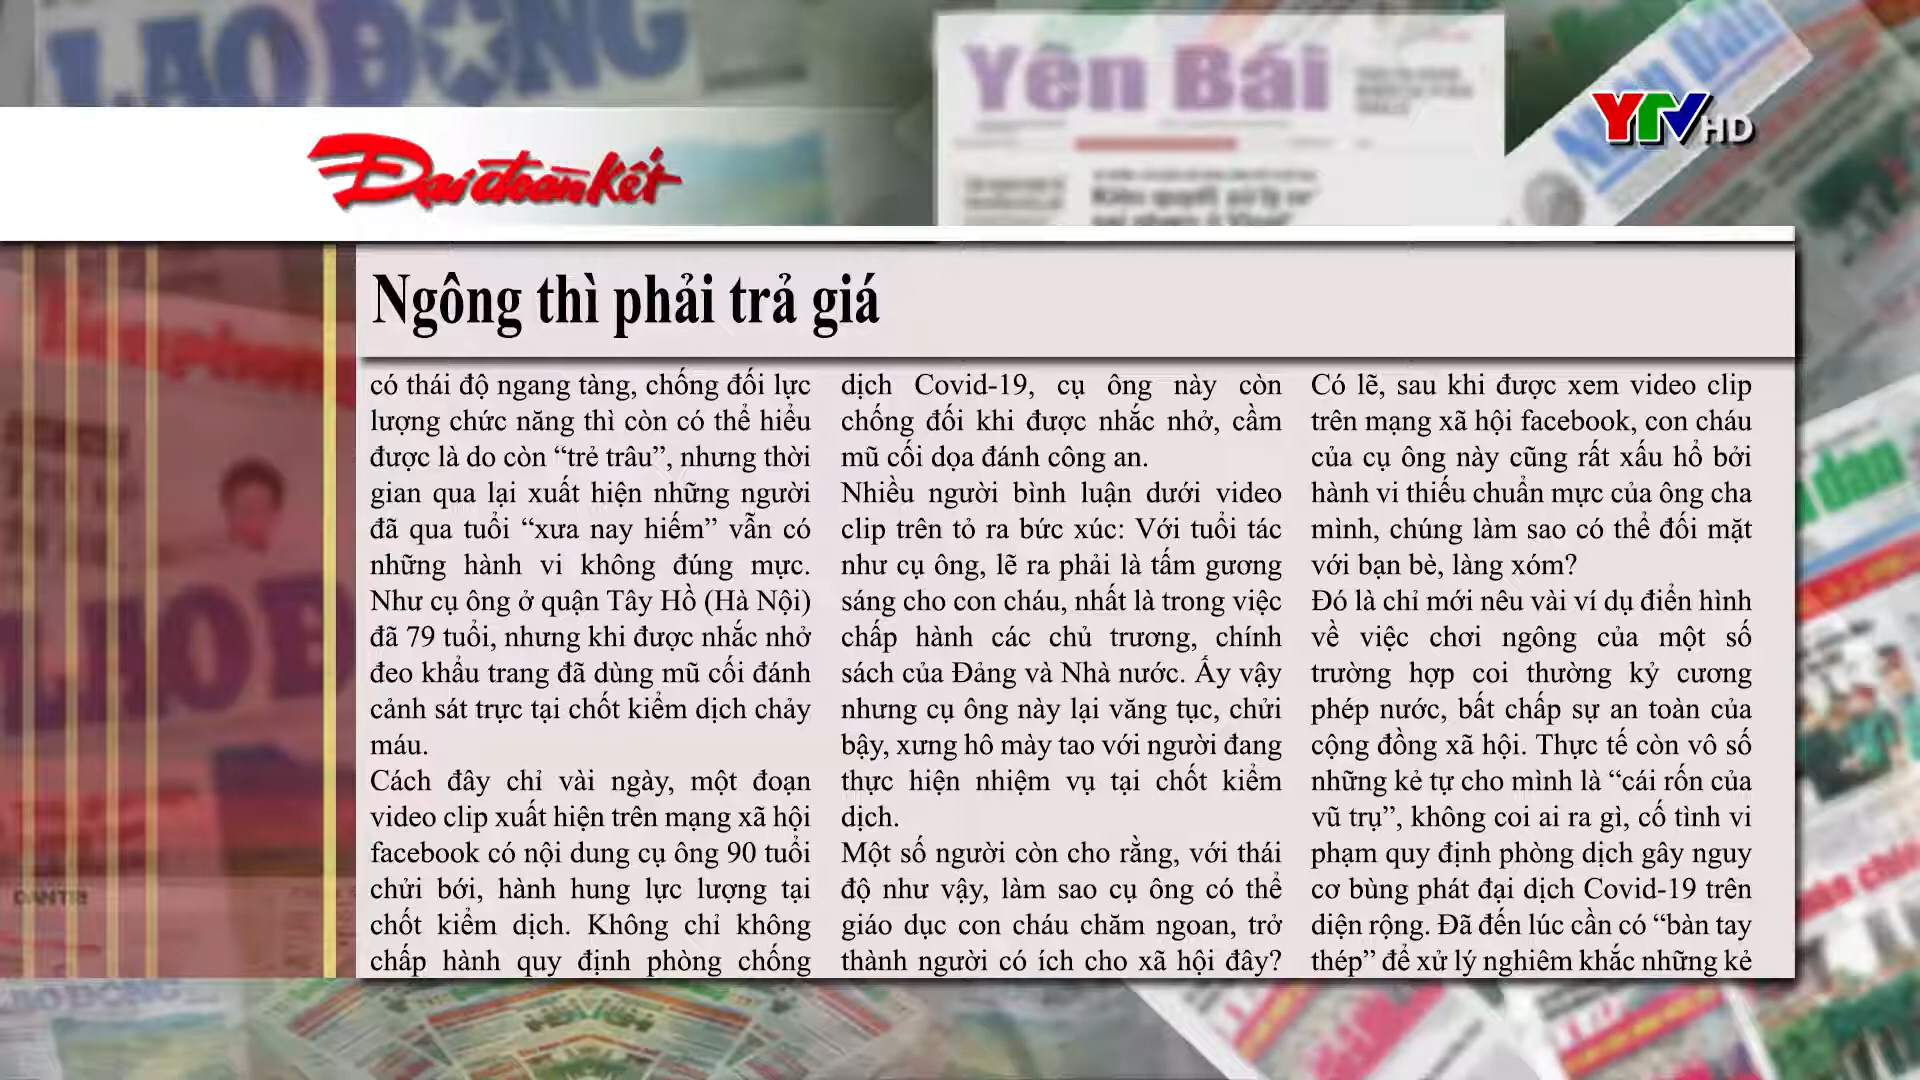 LAO ĐỘNG
Yên Bái
Nhân Dân
YTV HD
Đại đoàn kết
Kiên quyết xử lý
Ngông thì phải trả giá
có thái độ ngang tàng, chống đối lực
lượng chức năng thì còn có thể hiểu
được là do còn “trẻ trâu”, nhưng thời
gian qua lại xuất hiện những người
đã qua tuổi “xưa nay hiếm” vẫn có
những hành vi không đúng mực.
Như cụ ông ở quận Tây Hồ (Hà Nội)
đã 79 tuổi, nhưng khi được nhắc nhở
đeo khẩu trang đã dùng mũ cối đánh
cảnh sát trực tại chốt kiểm dịch chảy
máu.
Cách đây chỉ vài ngày, một đoạn
video clip xuất hiện trên mạng xã hội
facebook có nội dung cụ ông 90 tuổi
chửi bới, hành hung lực lượng tại
chốt kiểm dịch. Không chỉ không
chấp hành quy định phòng chống
dịch Covid-19, cụ ông này còn
chống đối khi được nhắc nhở, cầm
mũ cối dọa đánh công an.
Nhiều người bình luận dưới video
clip trên tỏ ra bức xúc: Với tuổi tác
như cụ ông, lẽ ra phải là tấm gương
sáng cho con cháu, nhất là trong việc
chấp hành các chủ trương, chính
sách của Đảng và Nhà nước. Ấy vậy
nhưng cụ ông này lại văng tục, chửi
bậy, xưng hô mày tao với người đang
thực hiện nhiệm vụ tại chốt kiểm
dịch.
Một số người còn cho rằng, với thái
độ như vậy, làm sao cụ ông có thể
giáo dục con cháu chăm ngoan, trở
thành người có ích cho xã hội đây?
Có lẽ, sau khi được xem video clip
trên mạng xã hội facebook, con cháu
của cụ ông này cũng rất xấu hổ bởi
hành vi thiếu chuẩn mực của ông cha
mình, chúng làm sao có thể đối mặt
với bạn bè, làng xóm?
Đó là chỉ mới nêu vài ví dụ điển hình
về việc chơi ngông của một số
trường hợp coi thường kỷ cương
phép nước, bất chấp sự an toàn của
cộng đồng xã hội. Thực tế còn vô số
những kẻ tự cho mình là “cái rốn của
vũ trụ”, không coi ai ra gì, cố tình vi
phạm quy định phòng dịch gây nguy
cơ bùng phát đại dịch Covid-19 trên
diện rộng. Đã đến lúc cần có “bàn tay
thép” để xử lý nghiêm khắc những kẻ
LAO ĐỘNG
DANTRI
LAO ĐỘNG